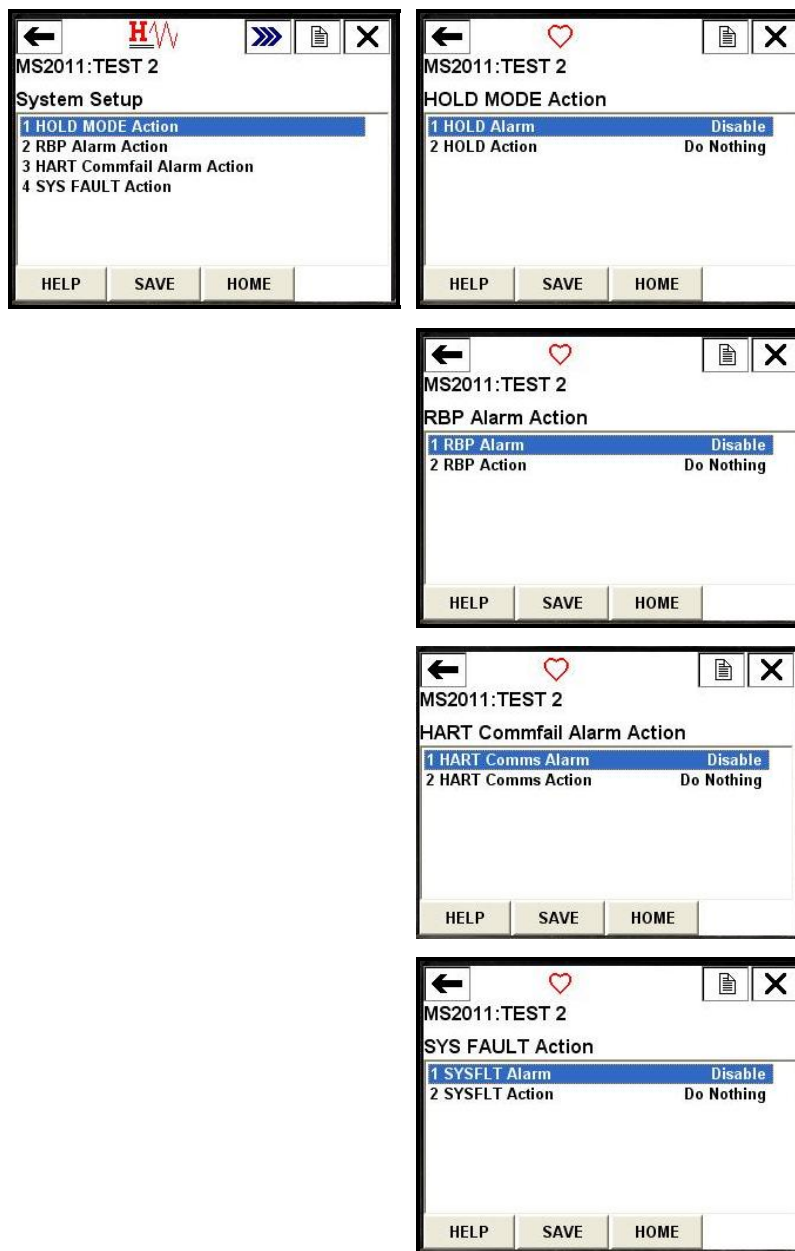 H
MS2011:TEST 2
System Setup
1 HOLD MODE Action
2 RBP Alarm Action
3 HART Commfail Alarm Action
4 SYS FAULT Action
HELP SAVE HOME
MS2011:TEST 2
HOLD MODE Action
1 HOLD Alarm Disable
2 HOLD Action Do Nothing
HELP SAVE HOME
MS2011:TEST 2
RBP Alarm Action
1 RBP Alarm Disable
2 RBP Action Do Nothing
HELP SAVE HOME
MS2011:TEST 2
HART Commfail Alarm Action
1 HART Comms Alarm Disable
2 HART Comms Action Do Nothing
HELP SAVE HOME
MS2011:TEST 2
SYS FAULT Action
1 SYSFLT Alarm Disable
2 SYSFLT Action Do Nothing
HELP SAVE HOME